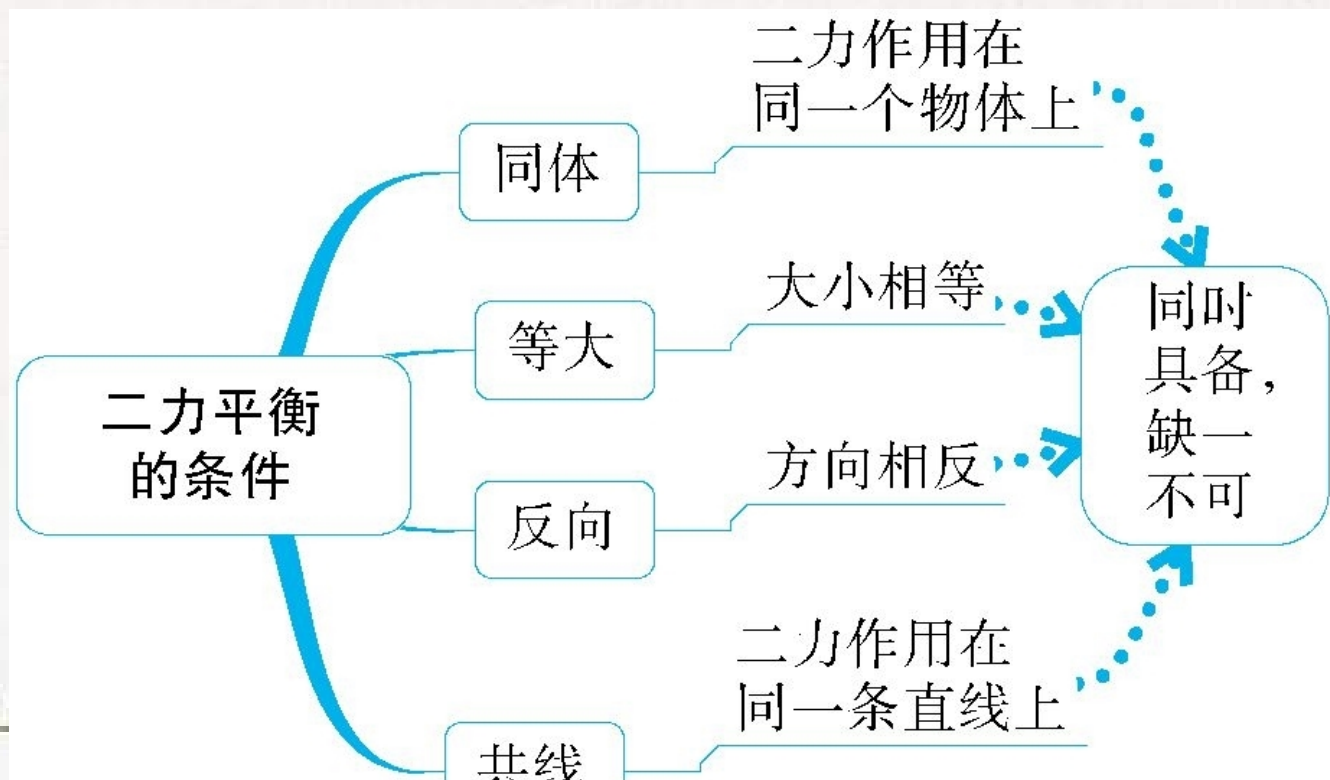 二力平衡
的条件
同体
二力作用在
同一个物体上
等大
大小相等
反向
方向相反
共线
二力作用在
同一条直线上
同时
具备，
缺一
不可